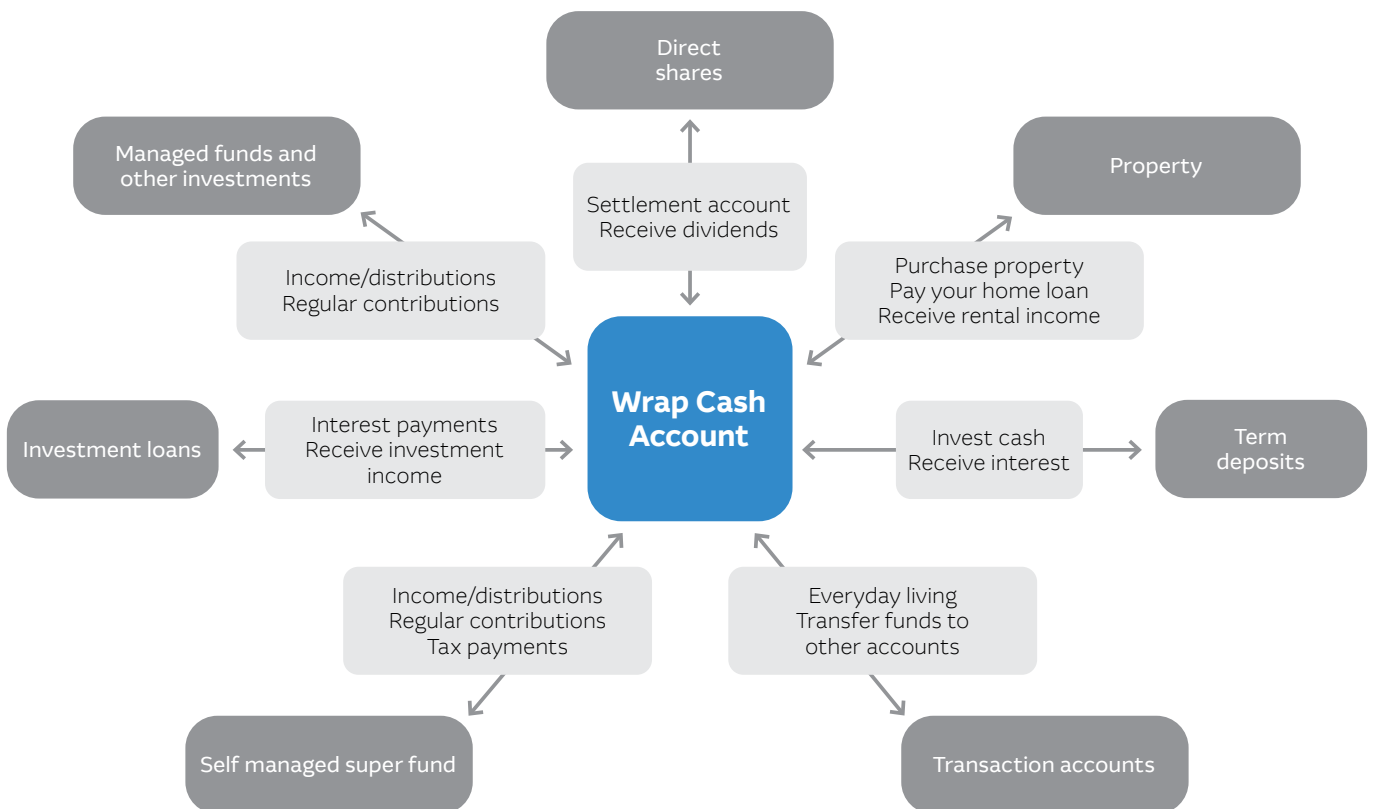 Direct
shares
Managed funds and
other investments
Property
Settlement account
Receive dividends
Income/distributions
Regular contributions
Purchase property
Pay your home loan
Receive rental income
Wrap Cash
Account
Investment loans
Interest payments
Receive investment
income
Invest cash
Receive interest
Term
deposits
Income/distributions
Regular contributions
Tax payments
Everyday living
Transfer funds to
other accounts
Self managed super fund
Transaction accounts